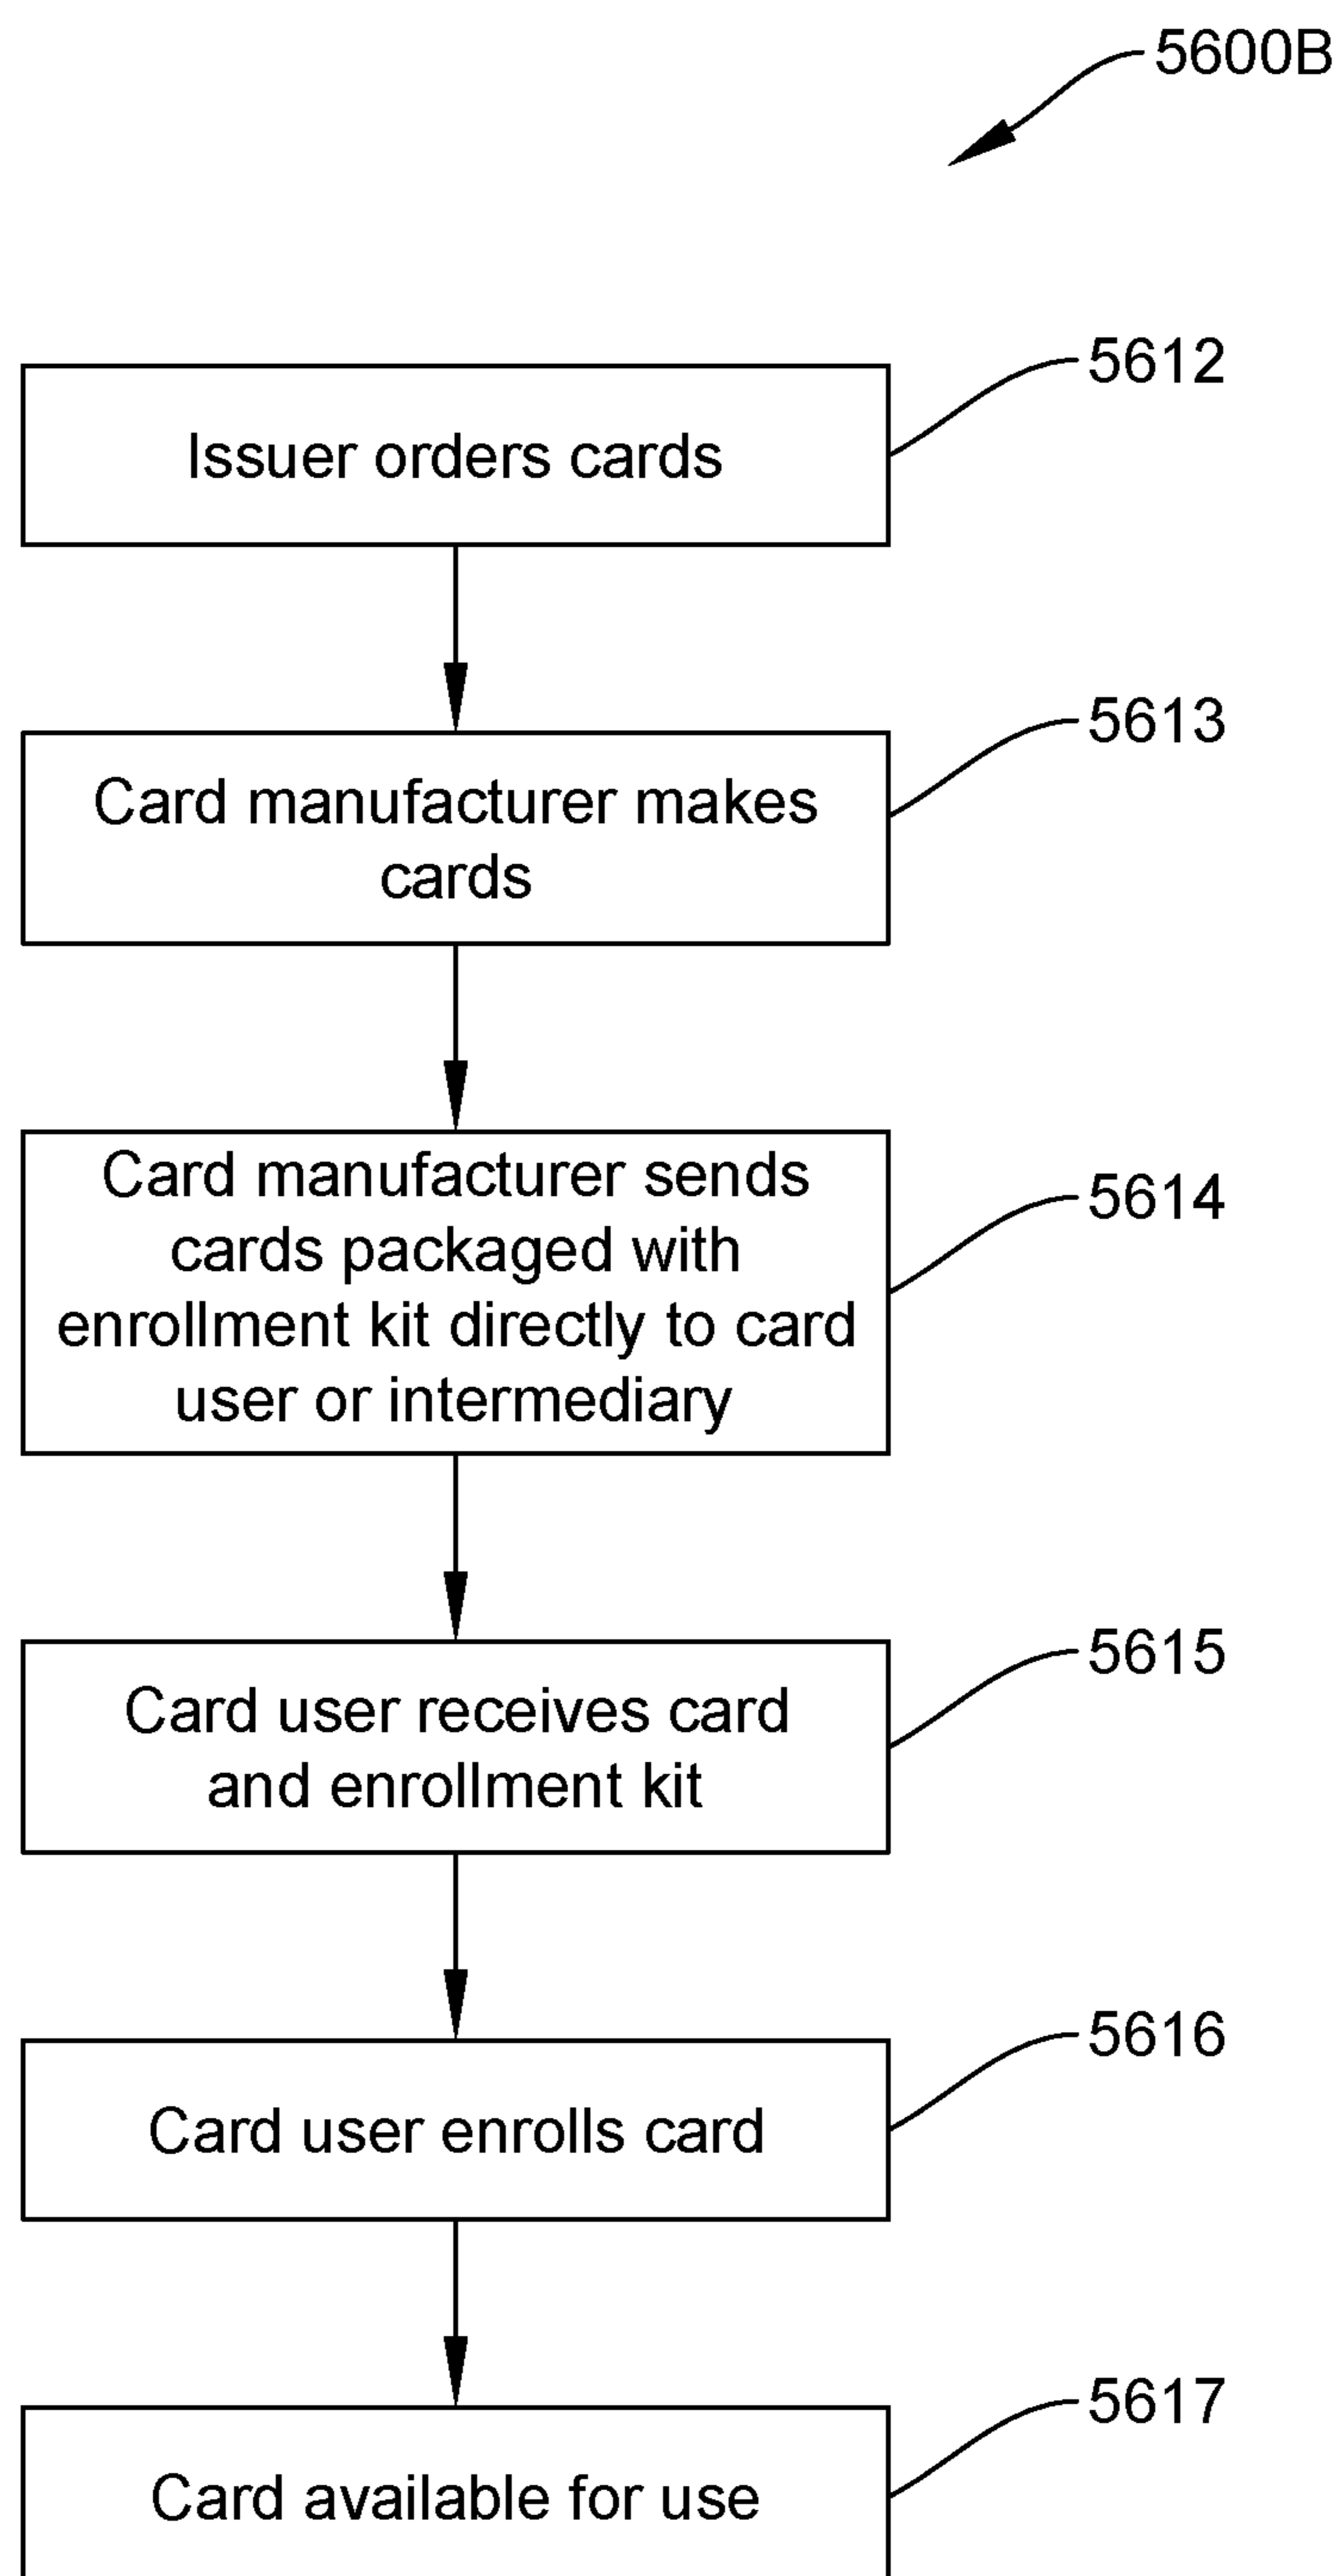 5600B
5612
Issuer orders cards
5613
Card manufacturer makes
cards
5614
Card manufacturer sends
cards packaged with
enrollment kit directly to card
user or intermediary
5615
Card user receives card
and enrollment kit
5616
Card user enrolls card
5617
Card available for use